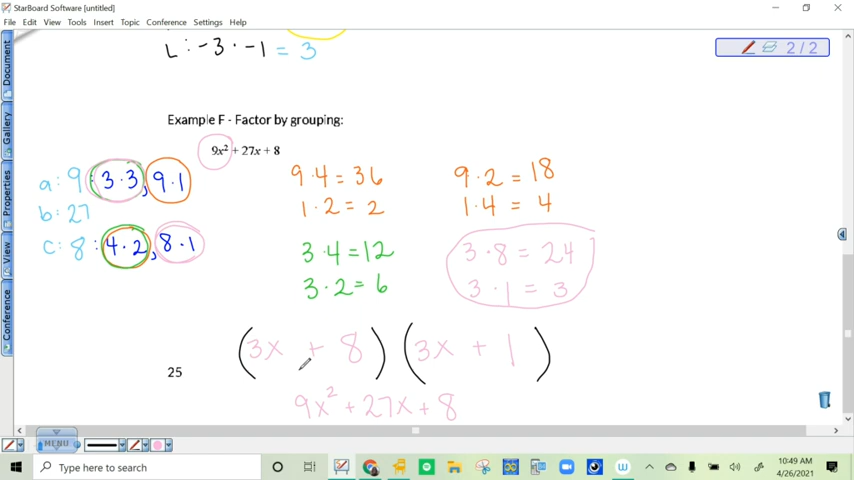 StarBoard Software [untitled]
File Edit View Tools Topic Conference Settings Help
2/2
L : -3 · -1 = 3
Example F - Factor by grouping:
9x² + 27x + 8
a: 9 : 3·3, 9·1
b: 27
c: 8 : 4·2, 8·1
9·4 = 36
1·2 = 2
9·2 = 18
1·4 = 4
3·4 = 12
3·2 = 6
3·8 = 24
3·1 = 3
(3x + 8)(3x + 1)
25
9x² + 27x + 8
Document
Gallery
Properties
View
Conference
MENU
Type here to search
10:49 AM
4/26/2021